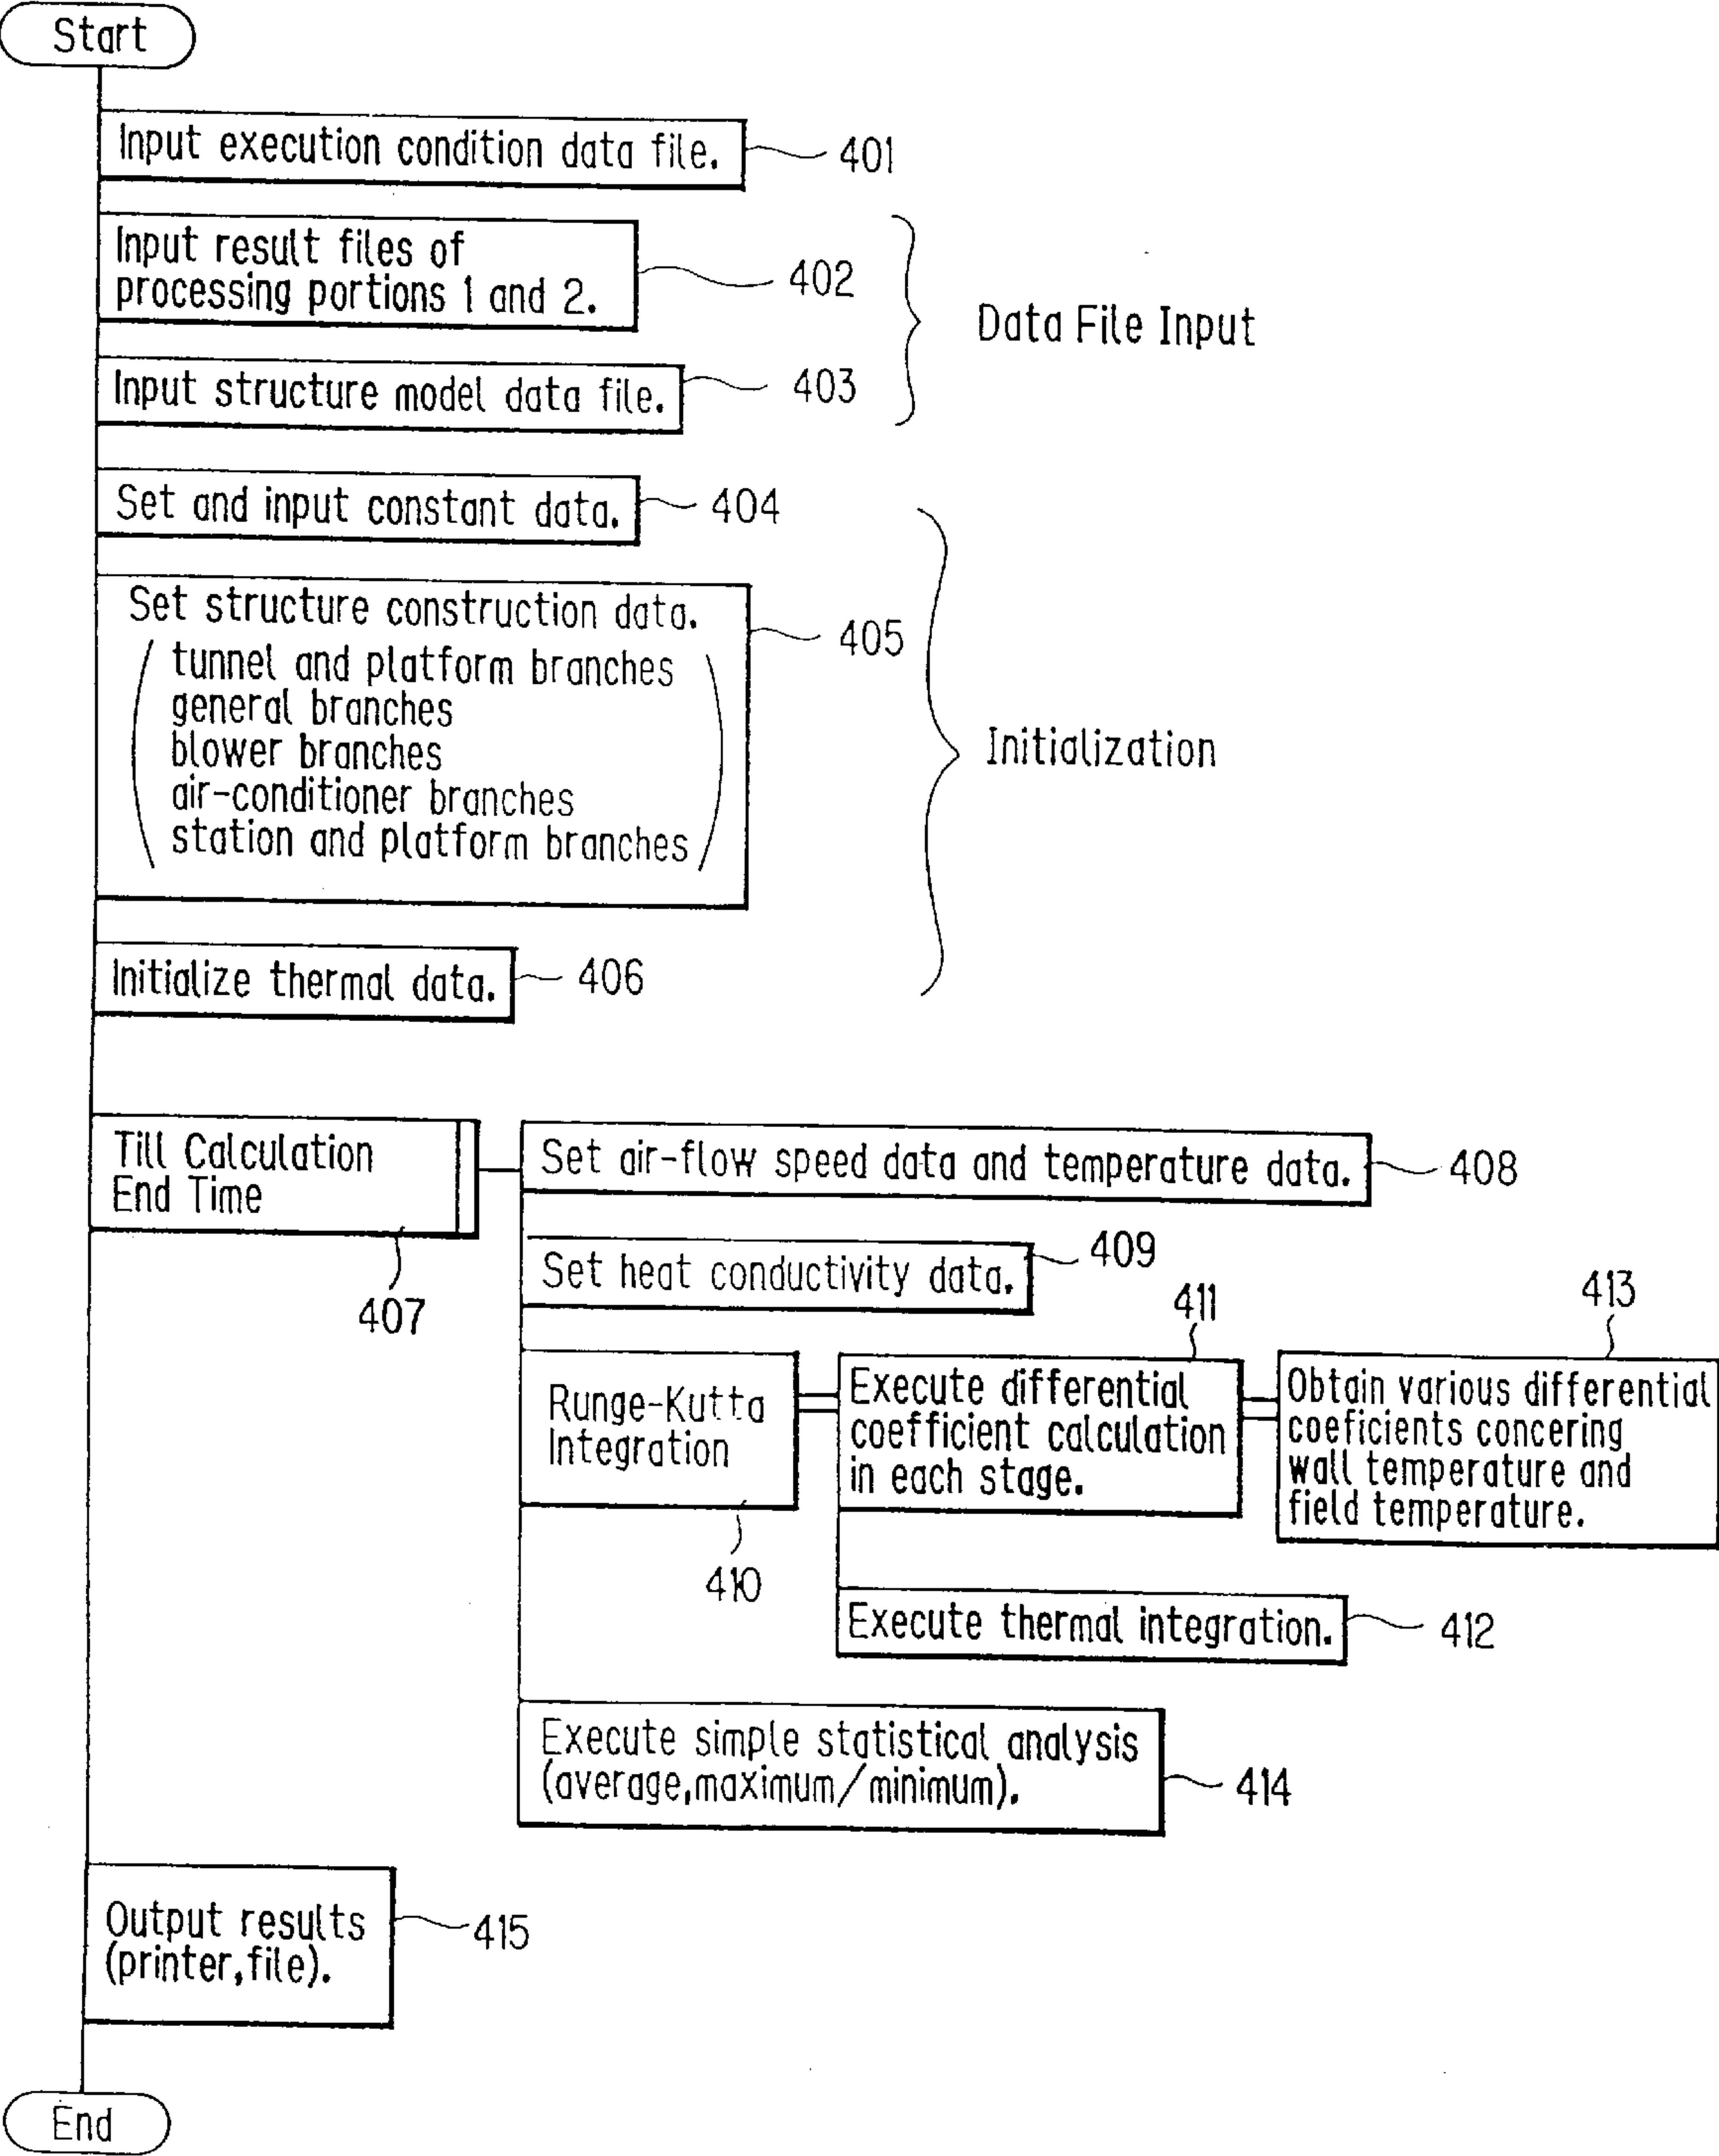 Start
Input execution condition data file.
401
Input result files of
processing portions 1 and 2.
402
Input structure model data file.
403
Data File Input
Set and input constant data.
404
Set structure construction data.
tunnel and platform branches
general branches
blower branches
air-conditioner branches
station and platform branches
405
Initialize thermal data.
406
Initialization
Till Calculation
End Time
407
Set air-flow speed data and temperature data.
408
Set heat conductivity data.
409
Runge-Kutta
Integration
410
Execute differential
coefficient calculation
in each stage.
411
Obtain various differential
coeficients concering
wall temperature and
field temperature.
413
Execute thermal integration.
412
Execute simple statistical analysis
(average,maximum/minimum).
414
Output results
(printer,file).
415
End